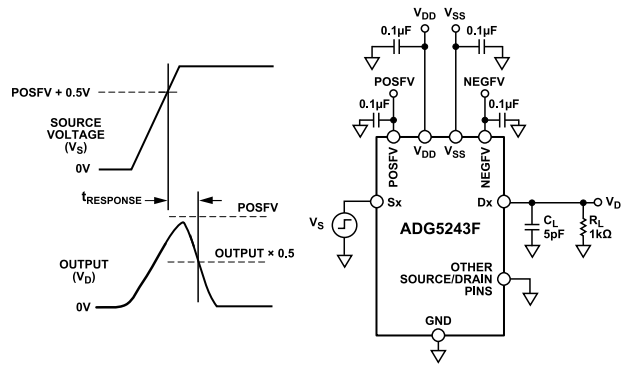 POSFV + 0.5V
SOURCE
VOLTAGE
(VS)
0V
tRESPONSE
POSFV
OUTPUT × 0.5
OUTPUT
(VD)
0V
VDD
VSS
0.1µF
0.1µF
POSFV
NEGFV
0.1µF
0.1µF
POSFV
VDD
VSS
NEGFV
Sx
Dx
VD
VS
ADG5243F
CL
5pF
RL
1kΩ
OTHER
SOURCE/DRAIN
PINS
GND